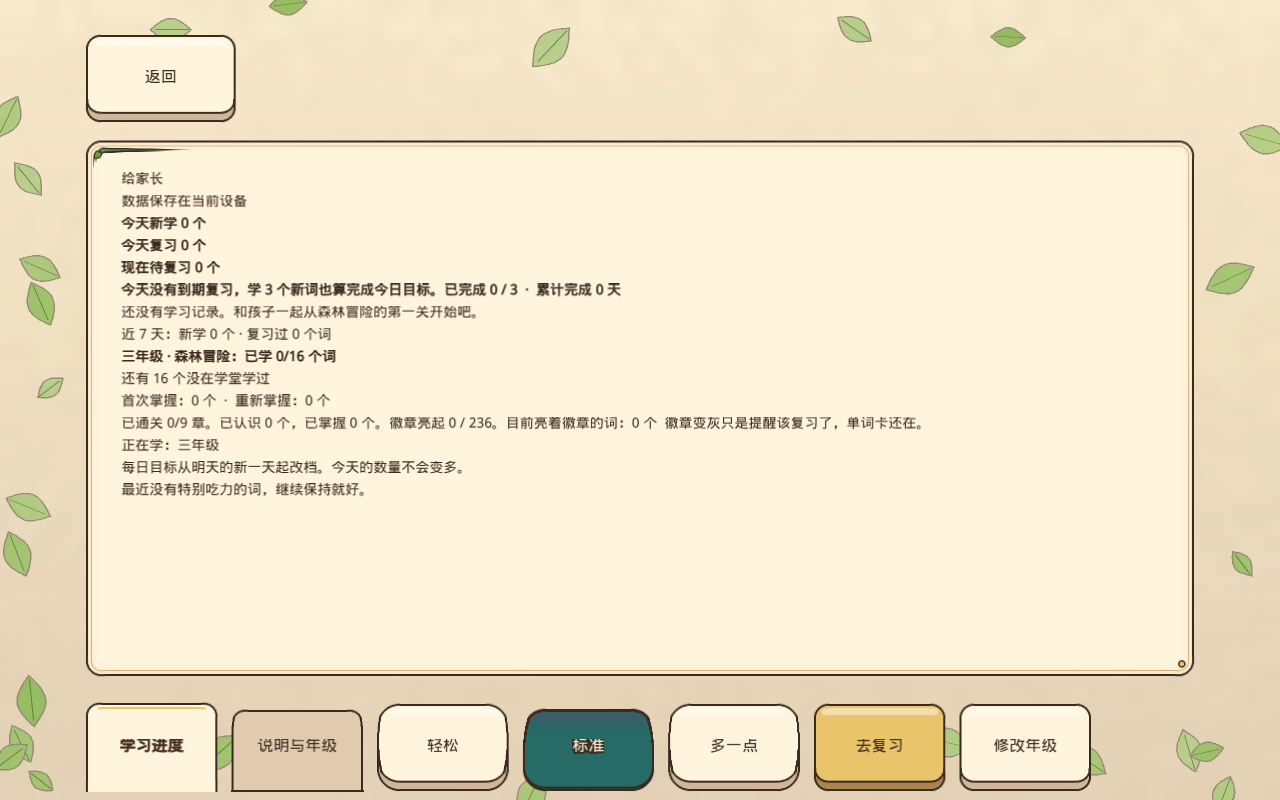 返回
给家长
数据保存在当前设备
今天新学 0 个
今天复习 0 个
现在待复习 0 个
今天没有到期复习，学 3 个新词也算完成今日目标。已完成 0 / 3 · 累计完成 0 天
还没有学习记录。和孩子一起从森林冒险的第一关开始吧。
近 7 天：新学 0 个 · 复习过 0 个词
三年级 · 森林冒险：已学 0/16 个词
还有 16 个没在学堂学过
首次掌握：0 个 · 重新掌握：0 个
已通关 0/9 章。已认识 0 个，已掌握 0 个。徽章亮起 0 / 236。目前亮着徽章的词：0 个 徽章变灰只是提醒该复习了，单词卡还在。
正在学：三年级
每日目标从明天的新一天起改档。今天的数量不会变多。
最近没有特别吃力的词，继续保持就好。
学习进度
说明与年级
轻松
标准
多一点
去复习
修改年级